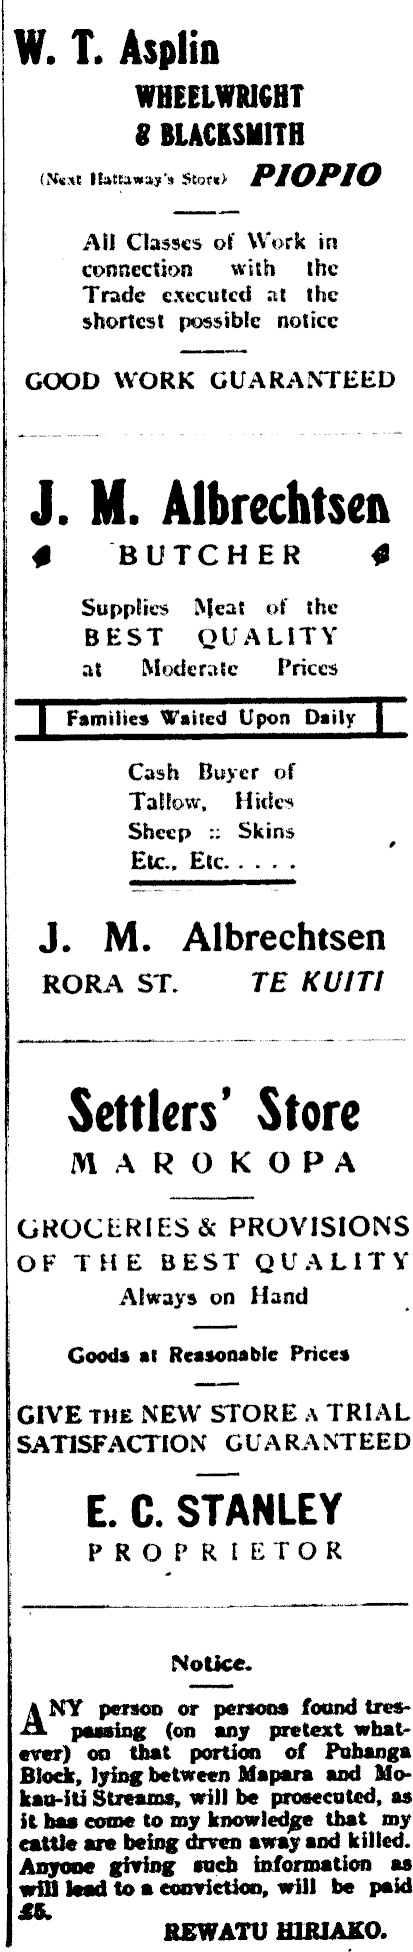 W. T. Asplin
WHEELWRIGHT
& BLACKSMITH
(Next Hattaway's Store) PIOPIO
All Classes of Work in
connection with the
Trade executed at the
shortest possible notice
GOOD WORK GUARANTEED
J. M. Albrechtsen
BUTCHER
Supplies Meat of the
BEST QUALITY
at Moderate Prices
Families Waited Upon Daily
Cash Buyer of
Tallow, Hides
Sheep :: Skins
Etc., Etc. . . . .
J. M. Albrechtsen
RORA ST. TE KUITI
Settlers' Store
MAROKOPA
GROCERIES & PROVISIONS
OF THE BEST QUALITY
Always on Hand
Goods at Reasonable Prices
GIVE THE NEW STORE A TRIAL
SATISFACTION GUARANTEED
E. C. STANLEY
PROPRIETOR
Notice.
ANY person or persons found tres-
passing (on any pretext what-
ever) on that portion of Puhanga
Block, lying between Mapara and Mo-
kau-iti Streams, will be prosecuted, as
it has come to my knowledge that my
cattle are being drven away and killed.
Anyone giving such information as
will lead to a conviction, will be paid
£5.
REWATU HIRIAKO.